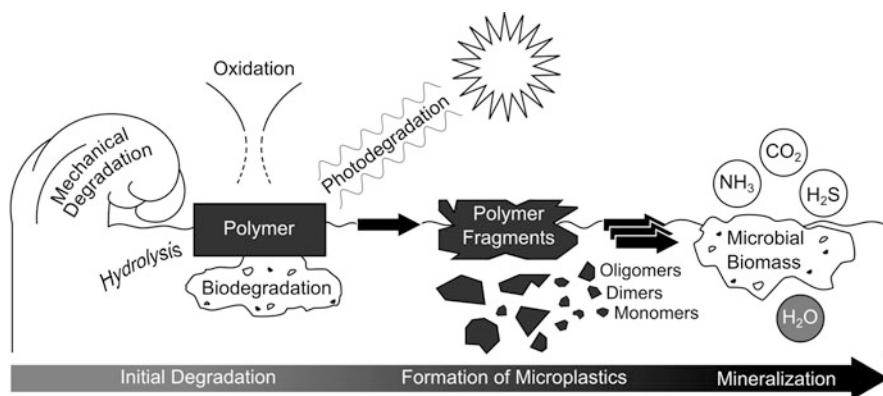 Oxidation
Mechanical
Degradation
Photodegradation
Hydrolysis
Polymer
Biodegradation
Polymer
Fragments
Oligomers
Dimers
Monomers
CO2
NH3
H2S
Microbial
Biomass
H2O
Initial Degradation
Formation of Microplastics
Mineralization